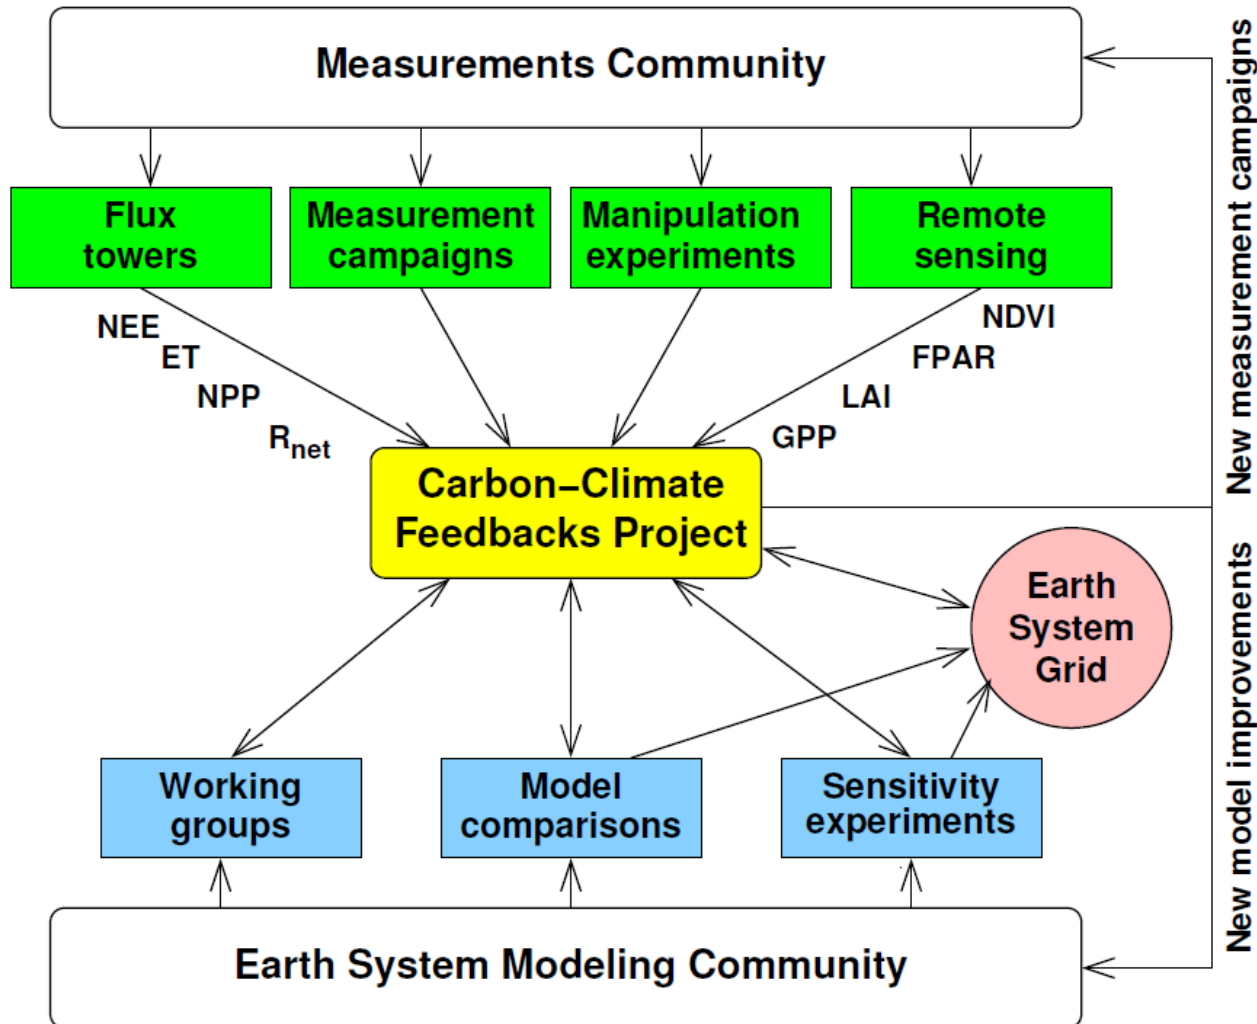 Measurements Community
Flux
towers
Measurement
campaigns
Manipulation
experiments
Remote
sensing
NEE
ET
NPP
Rnet
NDVI
FPAR
LAI
GPP
New measurement campaigns
Carbon–Climate
Feedbacks Project
Earth
System
Grid
New model improvements
Working
groups
Model
comparisons
Sensitivity
experiments
Earth System Modeling Community